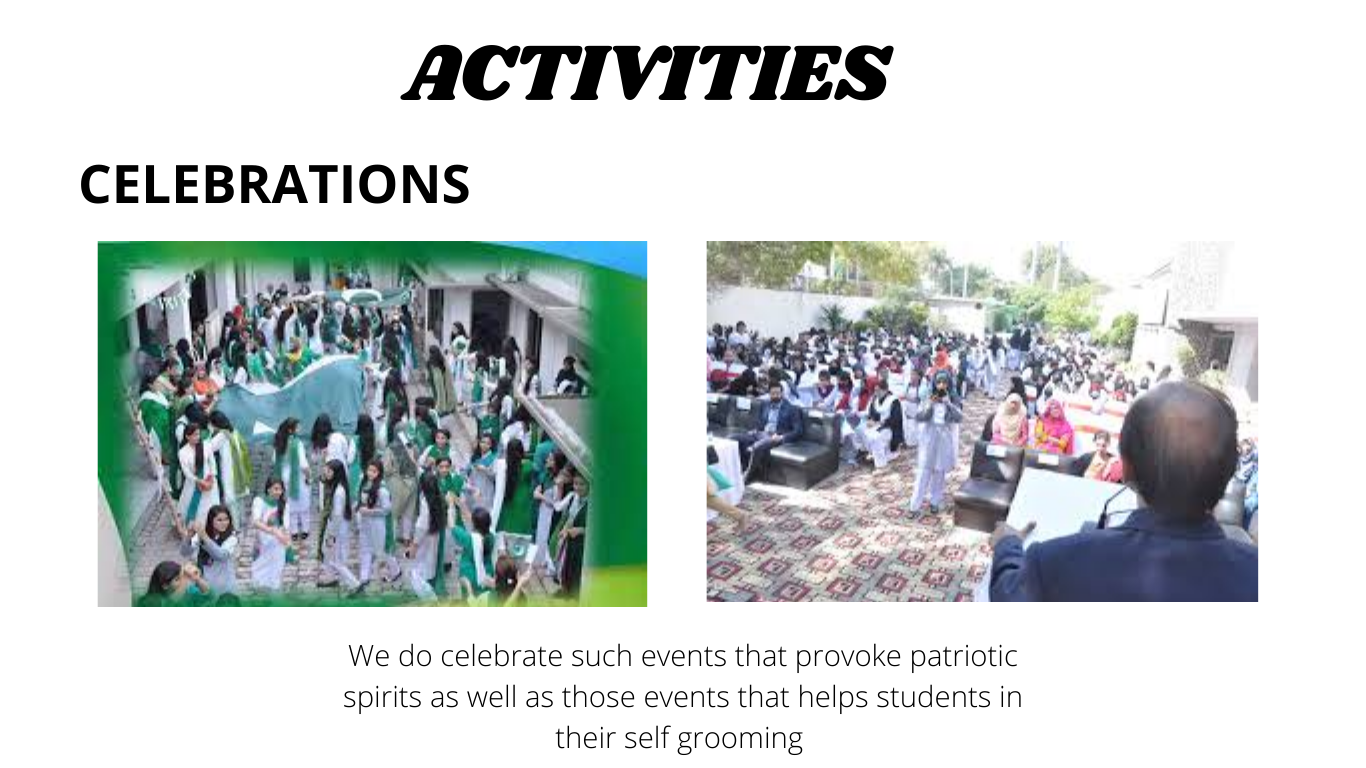 ACTIVITIES
CELEBRATIONS
We do celebrate such events that provoke patriotic
spirits as well as those events that helps students in
their self grooming